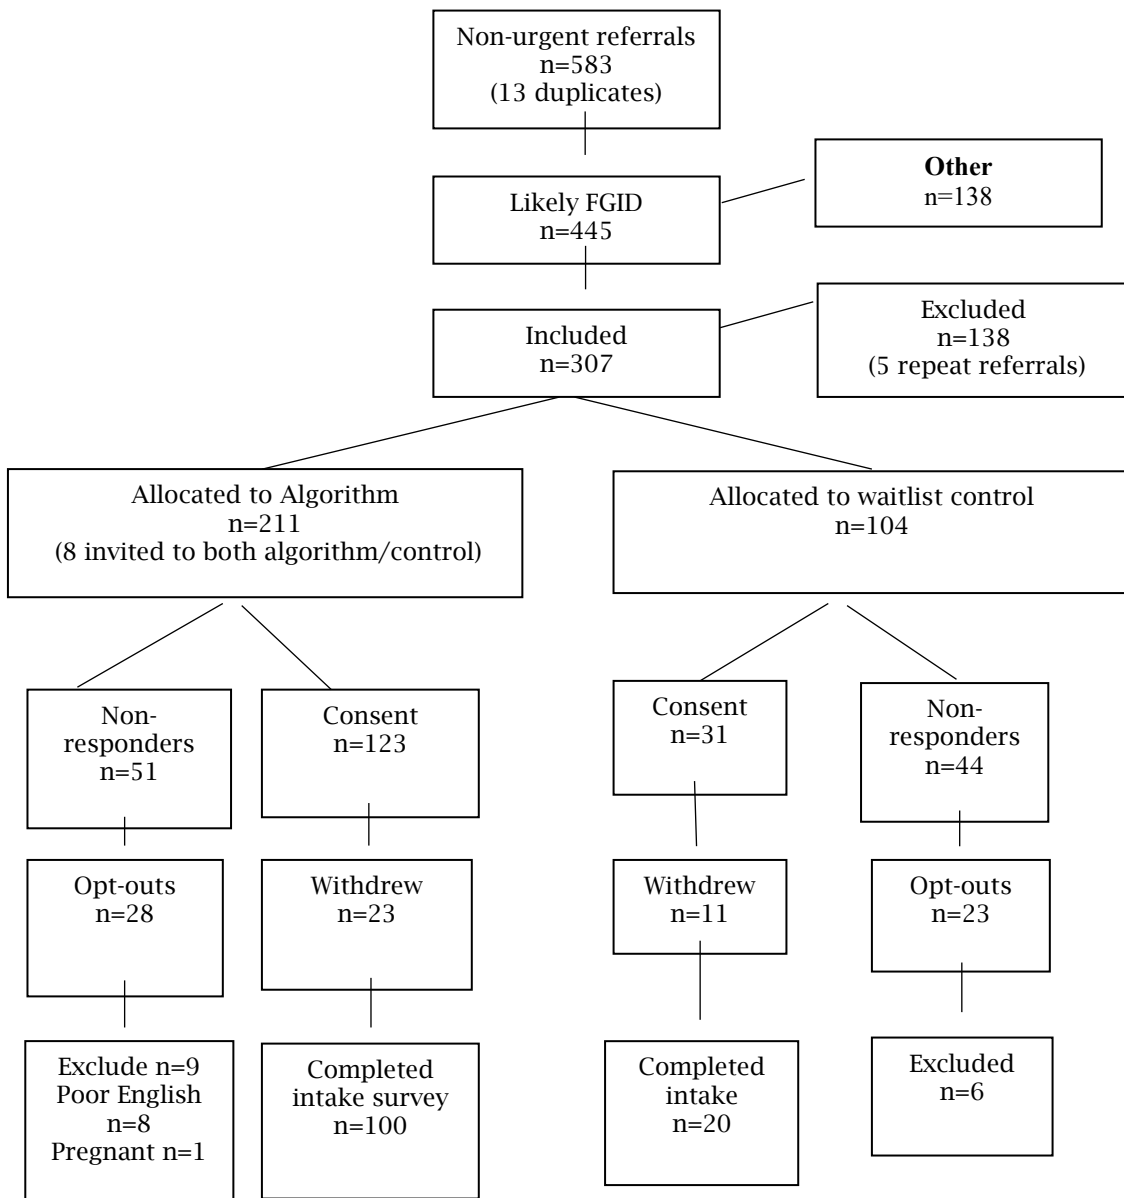 Non-urgent referrals
n=583
(13 duplicates)
Other
n=138
Likely FGID
n=445
Excluded
n=138
(5 repeat referrals)
Included
n=307
Allocated to Algorithm
n=211
(8 invited to both algorithm/control)
Allocated to waitlist control
n=104
Non-
responders
n=51
Consent
n=123
Consent
n=31
Non-
responders
n=44
Opt-outs
n=28
Withdrew
n=23
Withdrew
n=11
Opt-outs
n=23
Exclude n=9
Poor English
n=8
Pregnant n=1
Completed
intake survey
n=100
Completed
intake
n=20
Excluded
n=6